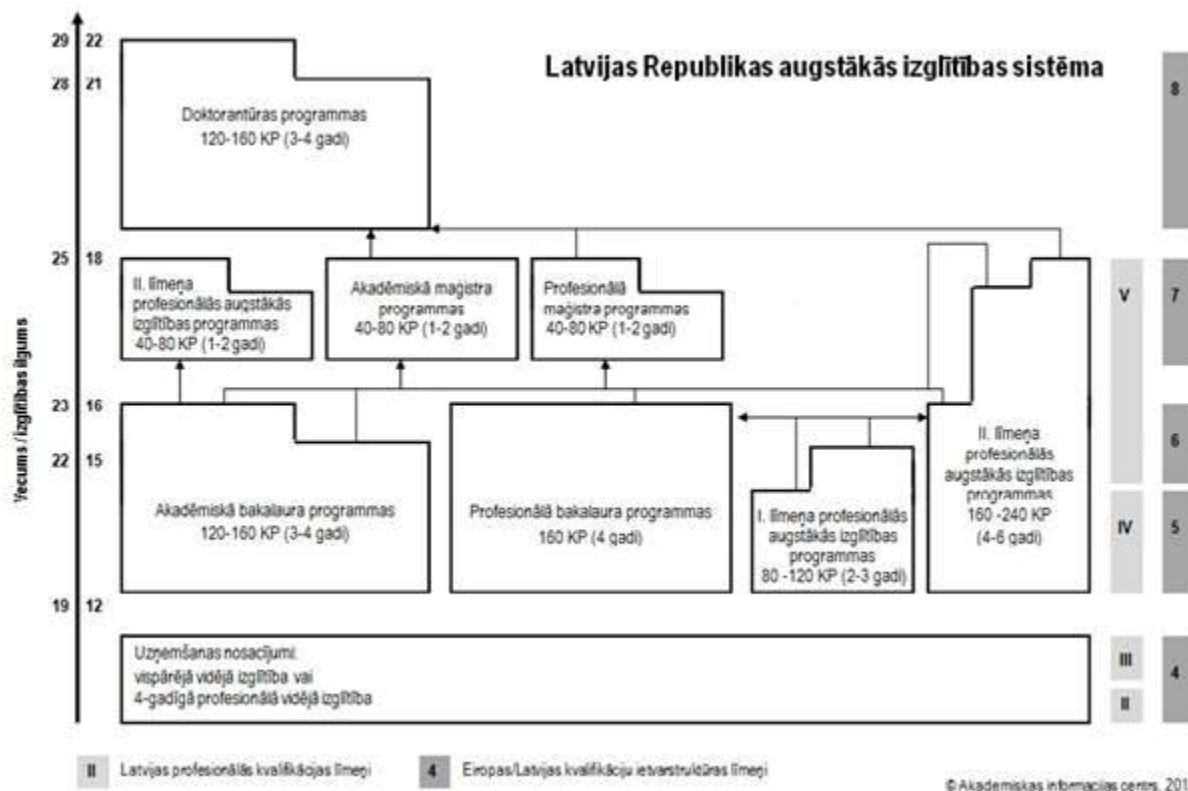 Latvijas Republikas augstākās izglītības sistēma
Vecums / izglītības ilgums
29 22
28 21
25 18
23 16
22 15
19 12
Doktorantūras programmas
120-160 KP (3-4 gadi)
II. līmeņa
profesionālās augstākās
izglītības programmas
40-80 KP (1-2 gadi)
Akadēmiskā maģistra
programmas
40-80 KP (1-2 gadi)
Profesionālā
maģistra programmas
40-80 KP (1-2 gadi)
Akadēmiskā bakalaura programmas
120-160 KP (3-4 gadi)
Profesionālā bakalaura programmas
160 KP (4 gadi)
I. līmeņa profesionālās
augstākās izglītības
programmas
80 -120 KP (2-3 gadi)
II. līmeņa
profesionālās
augstākās izglītības
programmas
160 -240 KP
(4-6 gadi)
Uzņemšanas nosacījumi:
vispārējā vidējā izglītība vai
4-gadīgā profesionālā vidējā izglītība
V
IV
III
II
8
7
6
5
4
II Latvijas profesionālās kvalifikācijas līmeņi
4 Eiropas/Latvijas kvalifikāciju ietvarstruktūras līmeņi
© Akademiskas informacijas centrs, 201